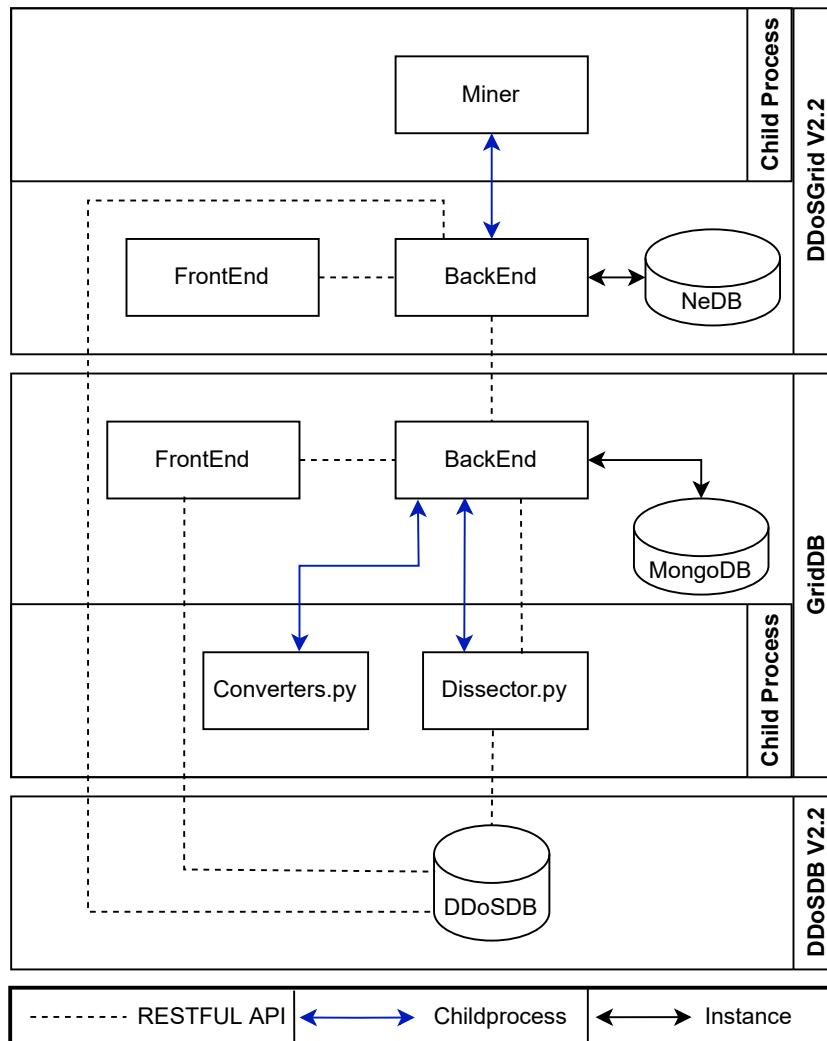 Miner
Child Process
DDoSGrid V2.2
FrontEnd
BackEnd
NeDB
FrontEnd
BackEnd
MongoDB
GridDB
Converters.py
Dissector.py
Child Process
DDoSDB
DDoSDB V2.2
RESTFUL API
Childprocess
Instance